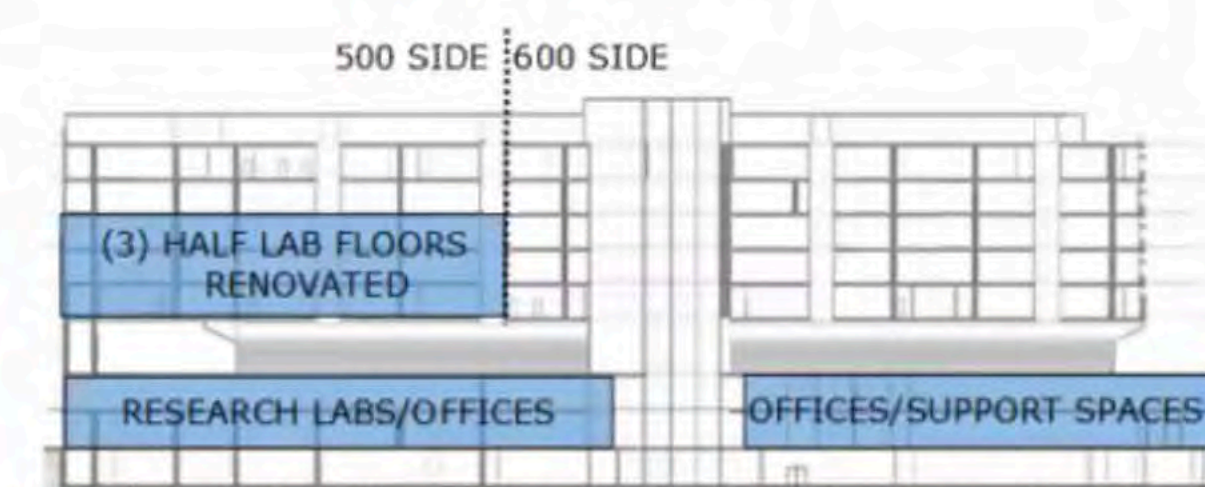 500 SIDE 600 SIDE
(3) HALF LAB FLOORS
RENOVATED
RESEARCH LABS/OFFICES
OFFICES/SUPPORT SPACES